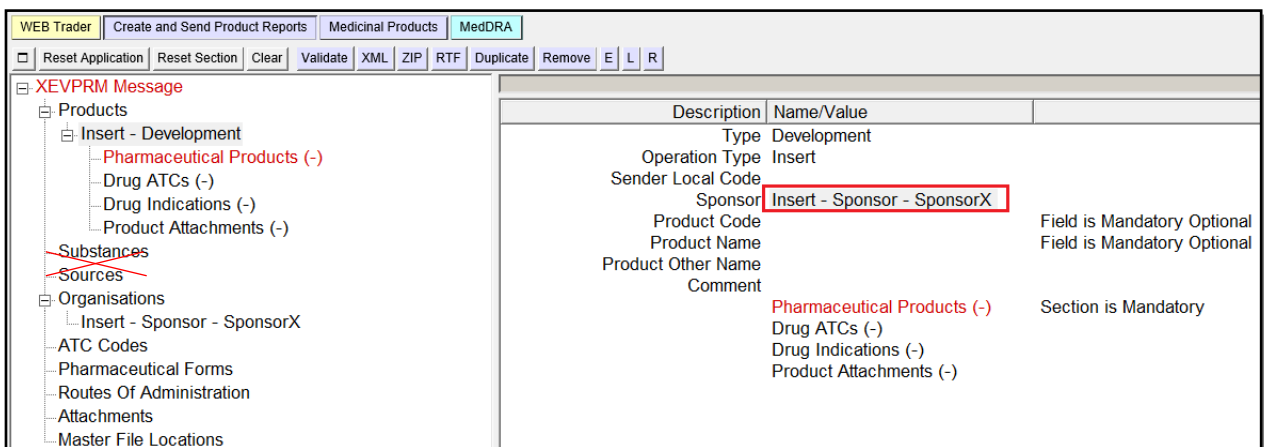 WEB Trader Create and Send Product Reports Medicinal Products MedDRA
Reset Application Reset Section Clear Validate XML ZIP RTF Duplicate Remove E L R
XEVPRM Message
Products
Insert - Development
Pharmaceutical Products (-)
Drug ATCs (-)
Drug Indications (-)
Product Attachments (-)
Substances
Sources
Organisations
Insert - Sponsor - SponsorX
ATC Codes
Pharmaceutical Forms
Routes Of Administration
Attachments
Master File Locations
Description Name/Value
Type Development
Operation Type Insert
Sender Local Code
Sponsor Insert - Sponsor - SponsorX
Product Code Field is Mandatory Optional
Product Name Field is Mandatory Optional
Product Other Name
Comment
Pharmaceutical Products (-) Section is Mandatory
Drug ATCs (-)
Drug Indications (-)
Product Attachments (-)